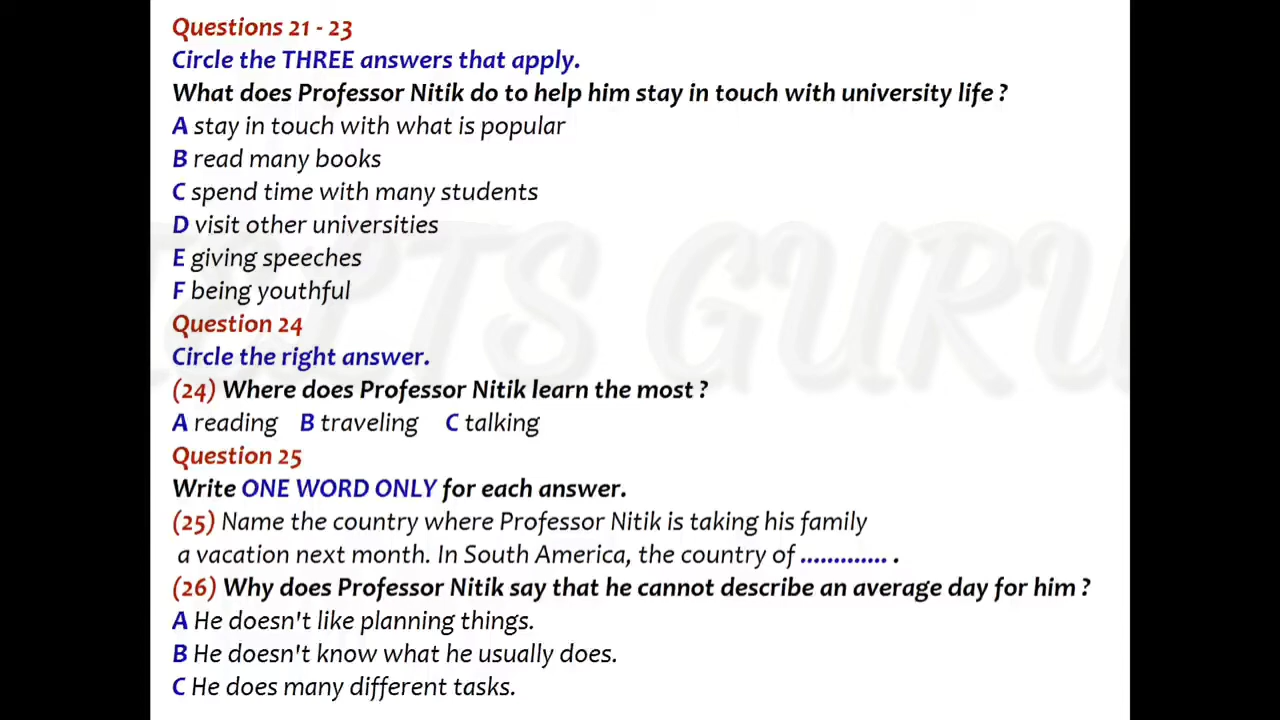 Questions 21 - 23
Circle the THREE answers that apply.
What does Professor Nitik do to help him stay in touch with university life ?
A stay in touch with what is popular
B read many books
C spend time with many students
D visit other universities
E giving speeches
F being youthful
Question 24
Circle the right answer.
(24) Where does Professor Nitik learn the most ?
A reading B traveling C talking
Question 25
Write ONE WORD ONLY for each answer.
(25) Name the country where Professor Nitik is taking his family
a vacation next month. In South America, the country of ............. .
(26) Why does Professor Nitik say that he cannot describe an average day for him ?
A He doesn't like planning things.
B He doesn't know what he usually does.
C He does many different tasks.